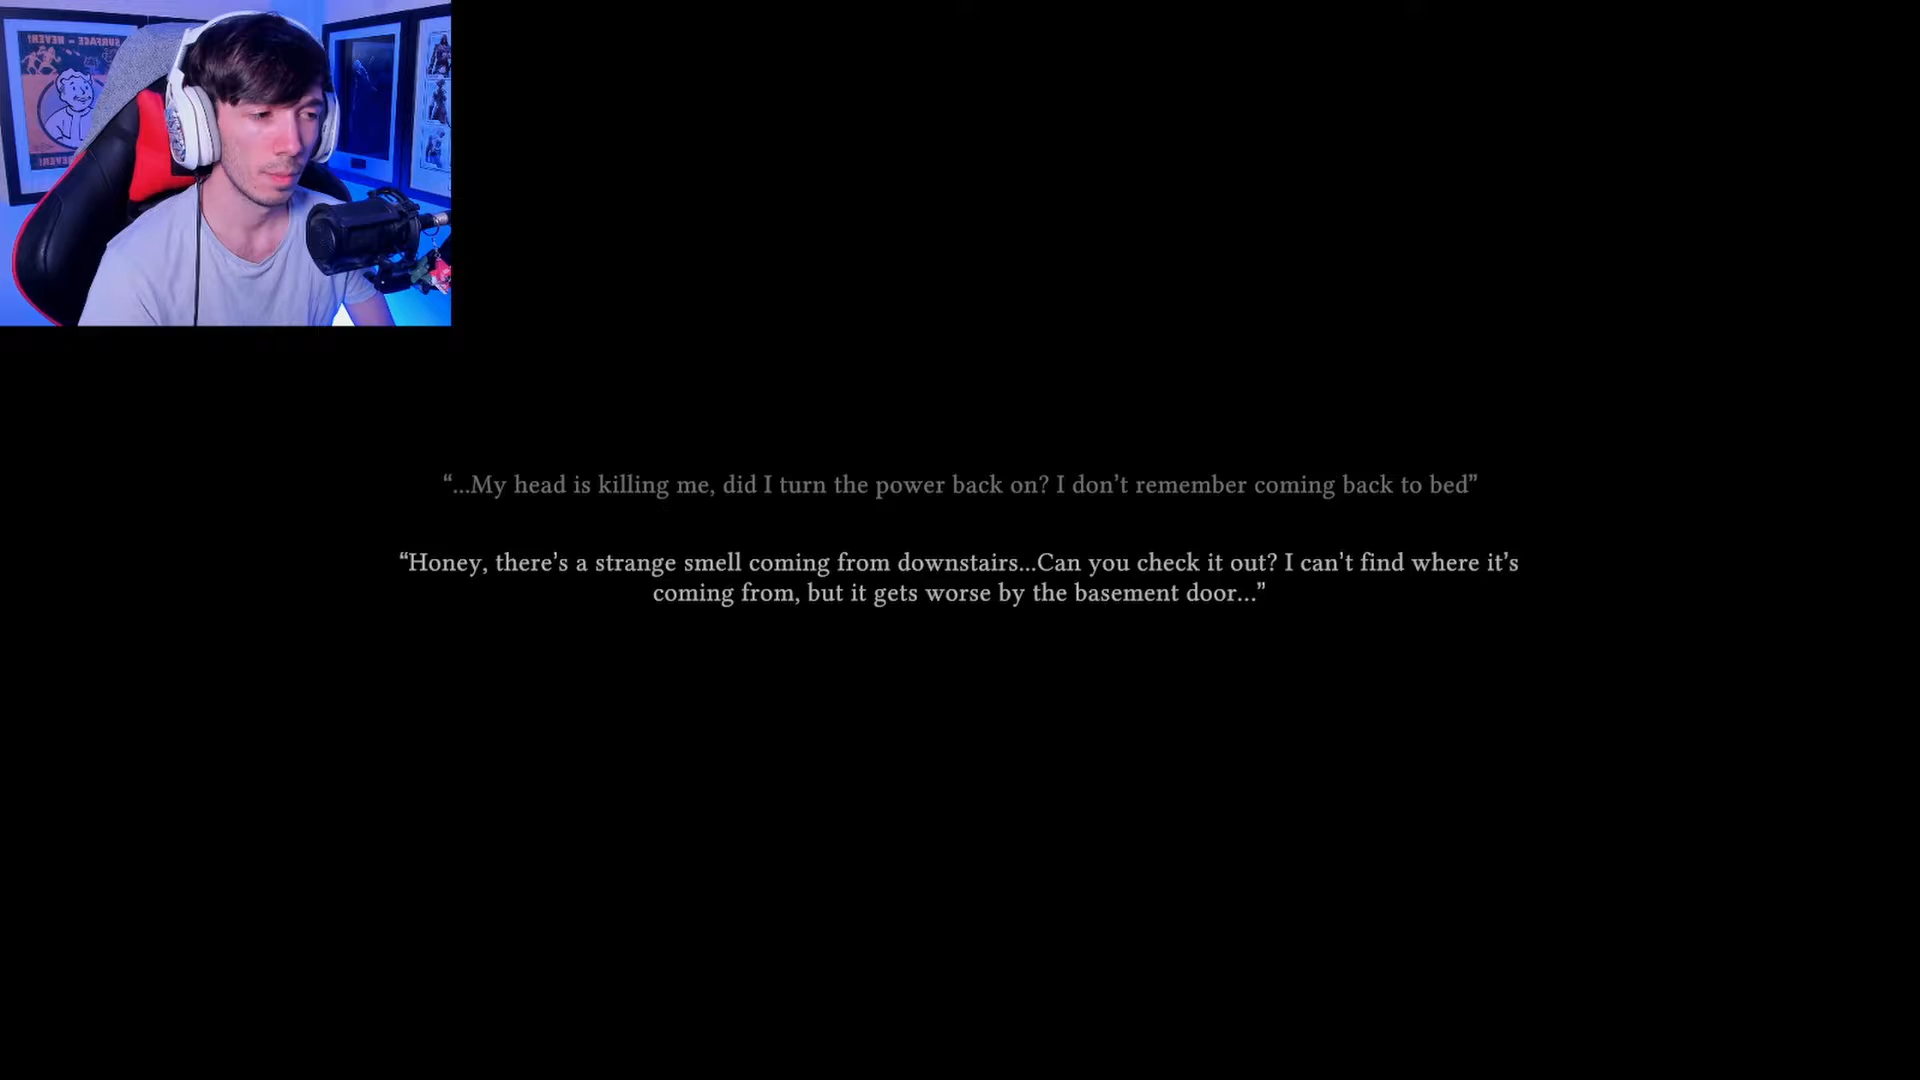 SURFACE – NEVER!
“...My head is killing me, did I turn the power back on? I don’t remember coming back to bed”
“Honey, there’s a strange smell coming from downstairs...Can you check it out? I can’t find where it’s
coming from, but it gets worse by the basement door...”